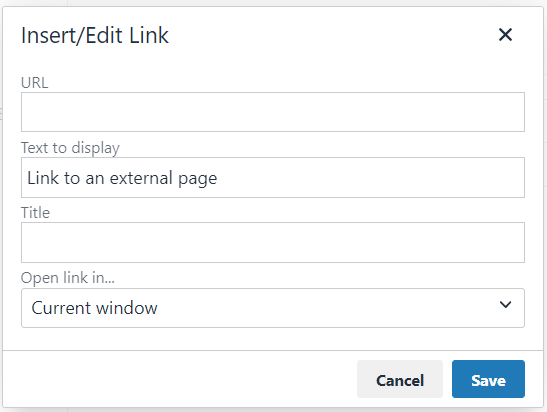 Insert/Edit Link
URL
Text to display
Link to an external page
Title
Open link in...
Current window
Cancel Save